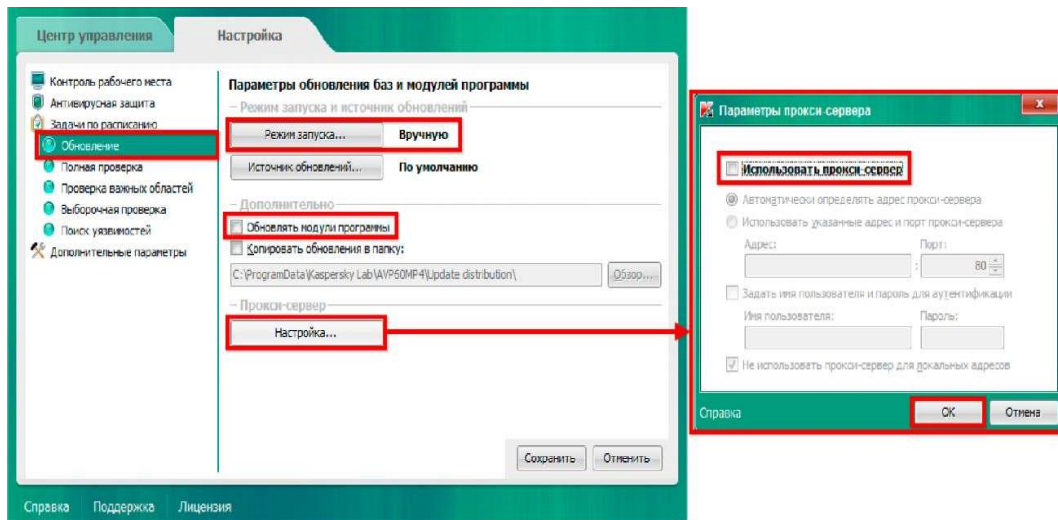 Центр управления
Настройка
Контроль рабочего места
Антивирусная защита
Задачи по расписанию
Обновление
Полная проверка
Проверка важных областей
Выборочная проверка
Поиск уязвимостей
Дополнительные параметры
Параметры обновления баз и модулей программы
Режим запуска и источник обновлений
Режим запуска... Вручную
Источник обновлений... По умолчанию
Дополнительно
Обновлять модули программы
Копировать обновления в папку:
C:\ProgramData\Kaspersky Lab\AVP60MP4\Update distribution\ Обзор...
Прокси-сервер
Настройка...
Сохранить Отменить
Справка Поддержка Лицензия
Параметры прокси-сервера
Использовать прокси-сервер
Автоматически определять адрес прокси-сервера
Использовать указанные адрес и порт прокси-сервера
Адрес: Порт:
: 80
Задать имя пользователя и пароль для аутентификации
Имя пользователя: Пароль:
Не использовать прокси-сервер для локальных адресов
Справка OK Отмена